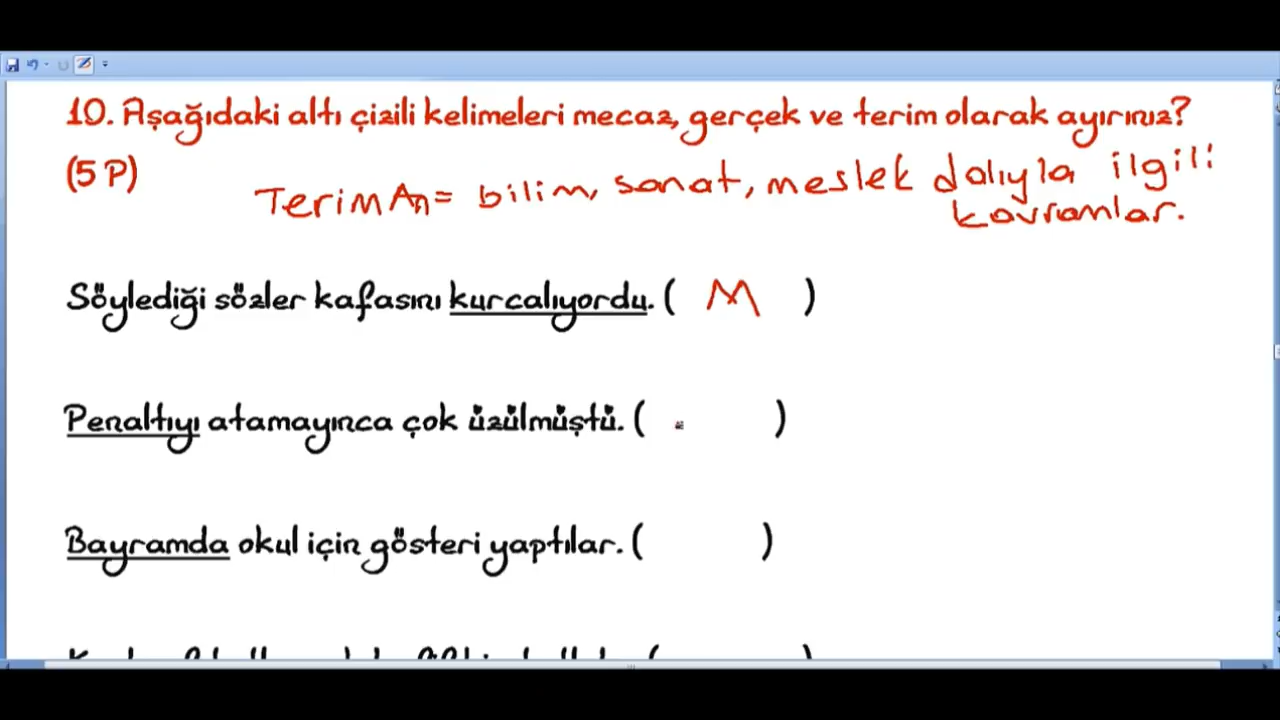 10. Aşağıdaki altı çizili kelimeleri mecaz, gerçek ve terim olarak ayırınız?
(5 P)
Terim An = bilim, sanat, meslek dalıyla ilgili
kavramlar.
Söylediği sözler kafasını kurcalıyordu. ( M )
Penaltıyı atamayınca çok üzülmüştü. ( )
Bayramda okul için gösteri yaptılar. ( )